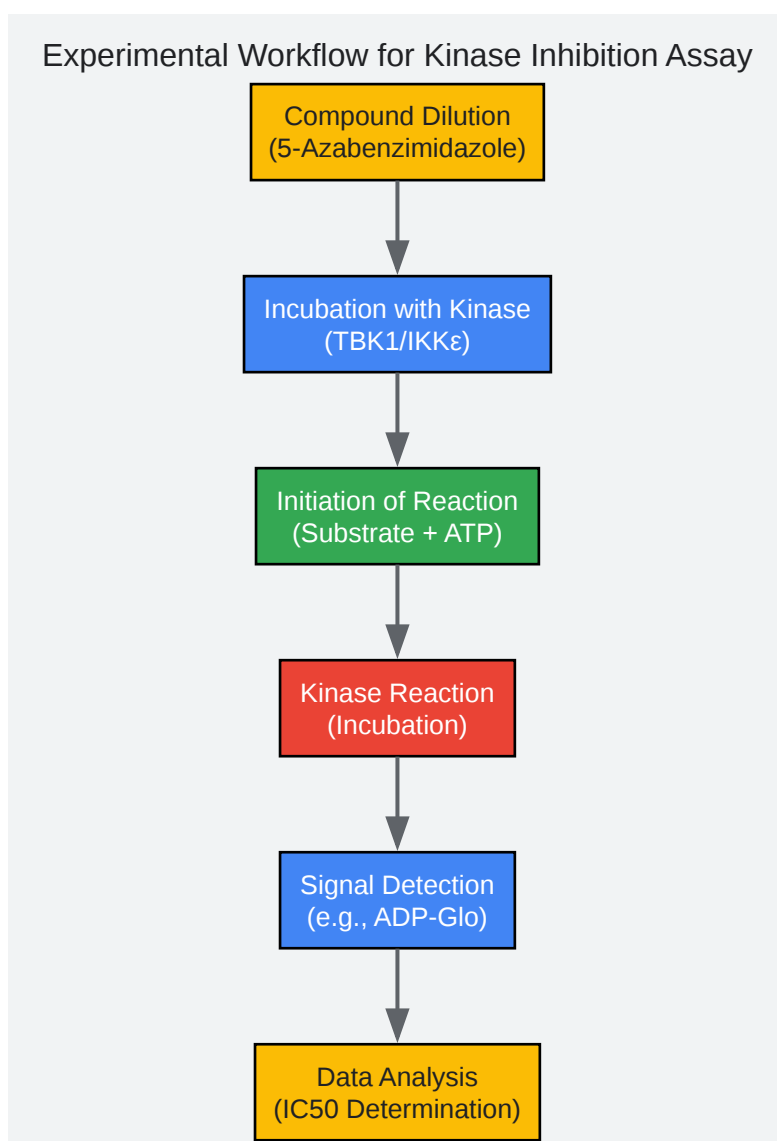 Experimental Workflow for Kinase Inhibition Assay
Compound Dilution
(5-Azabenzimidazole)
Incubation with Kinase
(TBK1/IKKε)
Initiation of Reaction
(Substrate + ATP)
Kinase Reaction
(Incubation)
Signal Detection
(e.g., ADP-Glo)
Data Analysis
(IC50 Determination)